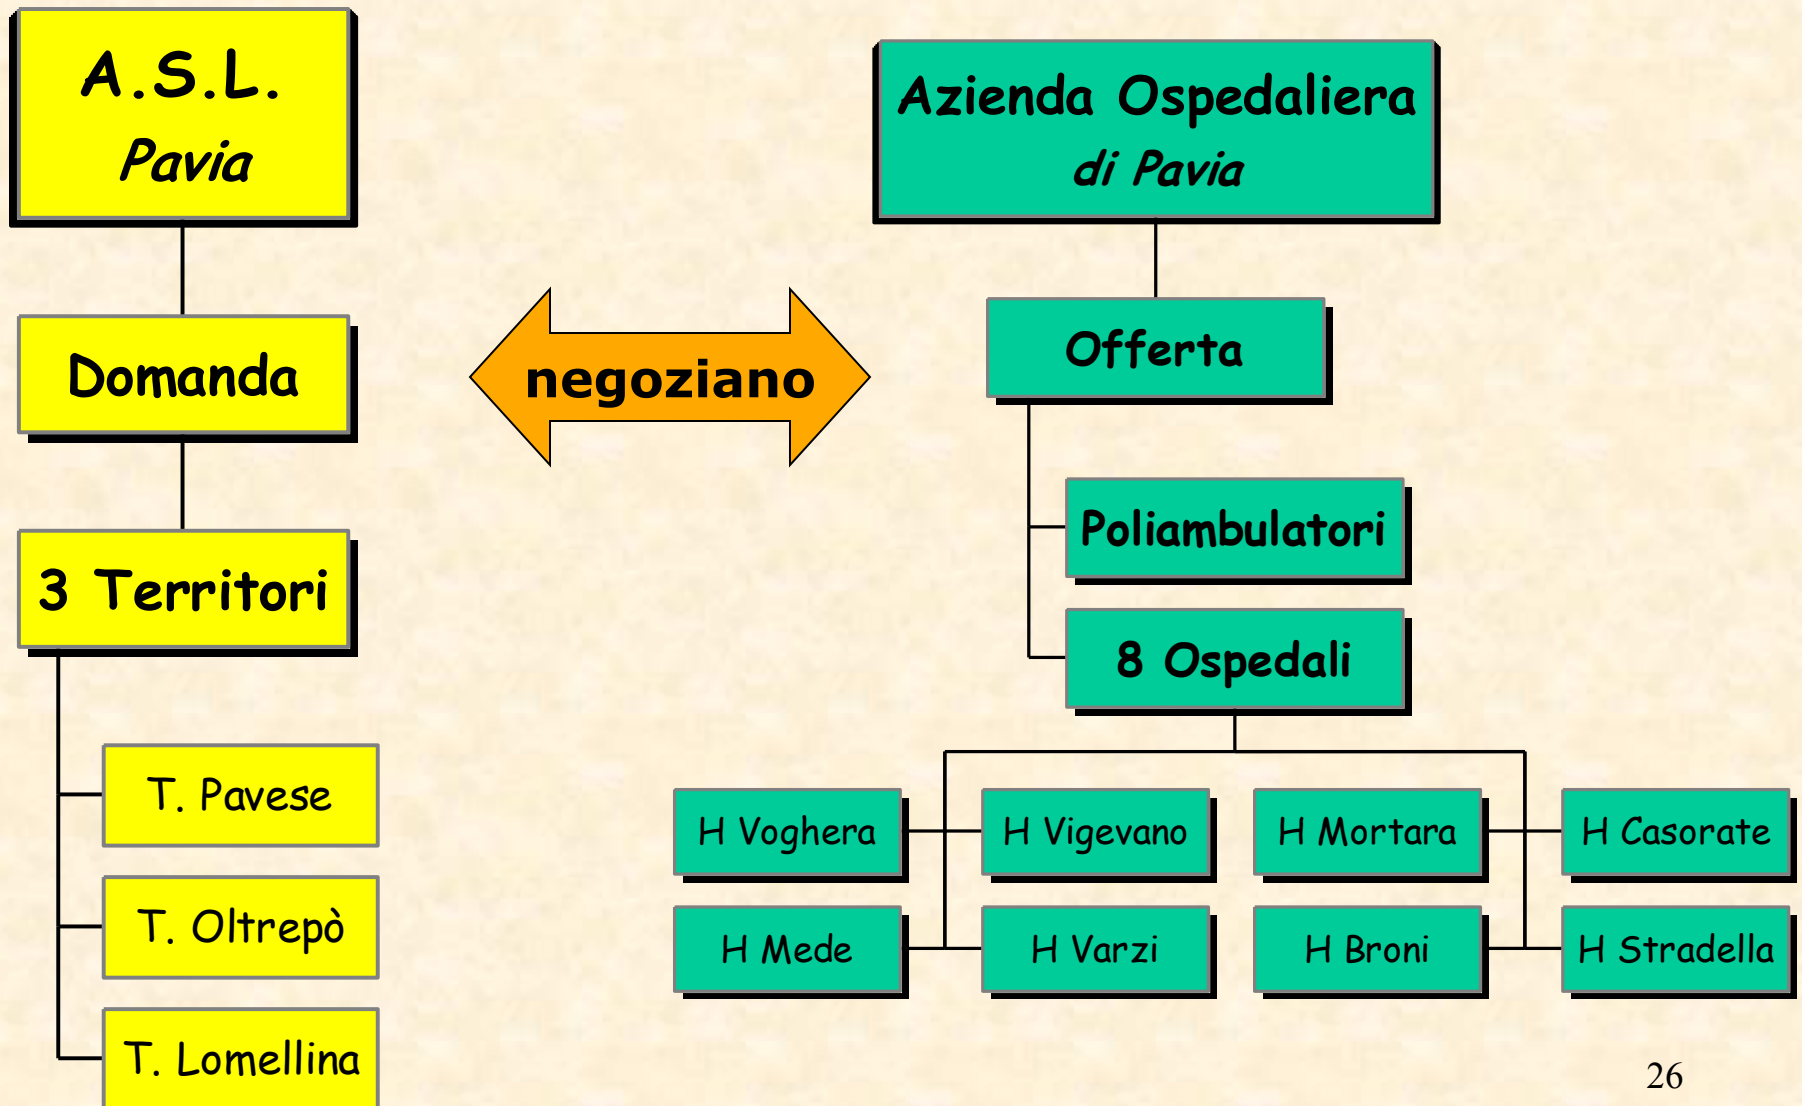 A.S.L.
Pavia
Domanda
3 Territori
T. Pavese
T. Oltrepò
T. Lomellina
negoziano
Azienda Ospedaliera
di Pavia
Offerta
Poliambulatori
8 Ospedali
H Voghera
H Vigevano
H Mortara
H Casorate
H Mede
H Varzi
H Broni
H Stradella
26